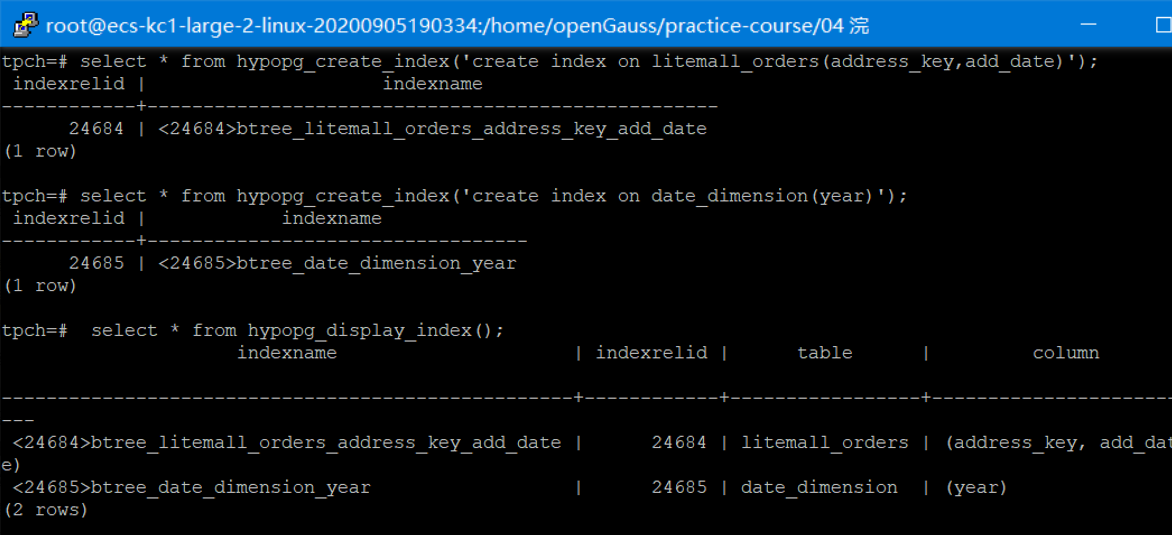 root@ecs-kc1-large-2-linux-20200905190334:/home/openGauss/practice-course/04 浣
tpch=# select * from hypopg_create_index('create index on litemall_orders(address_key,add_date)');
 indexrelid |                     indexname
------------+---------------------------------------------------
      24684 | <24684>btree_litemall_orders_address_key_add_date
(1 row)
tpch=# select * from hypopg_create_index('create index on date_dimension(year)');
 indexrelid |            indexname
------------+----------------------------------
      24685 | <24685>btree_date_dimension_year
(1 row)
tpch=#  select * from hypopg_display_index();
                     indexname                     | indexrelid |      table      |         column
---------------------------------------------------+------------+-----------------+----------------------
---
 <24684>btree_litemall_orders_address_key_add_date |      24684 | litemall_orders | (address_key, add_dat
e)
 <24685>btree_date_dimension_year                  |      24685 | date_dimension  | (year)
(2 rows)